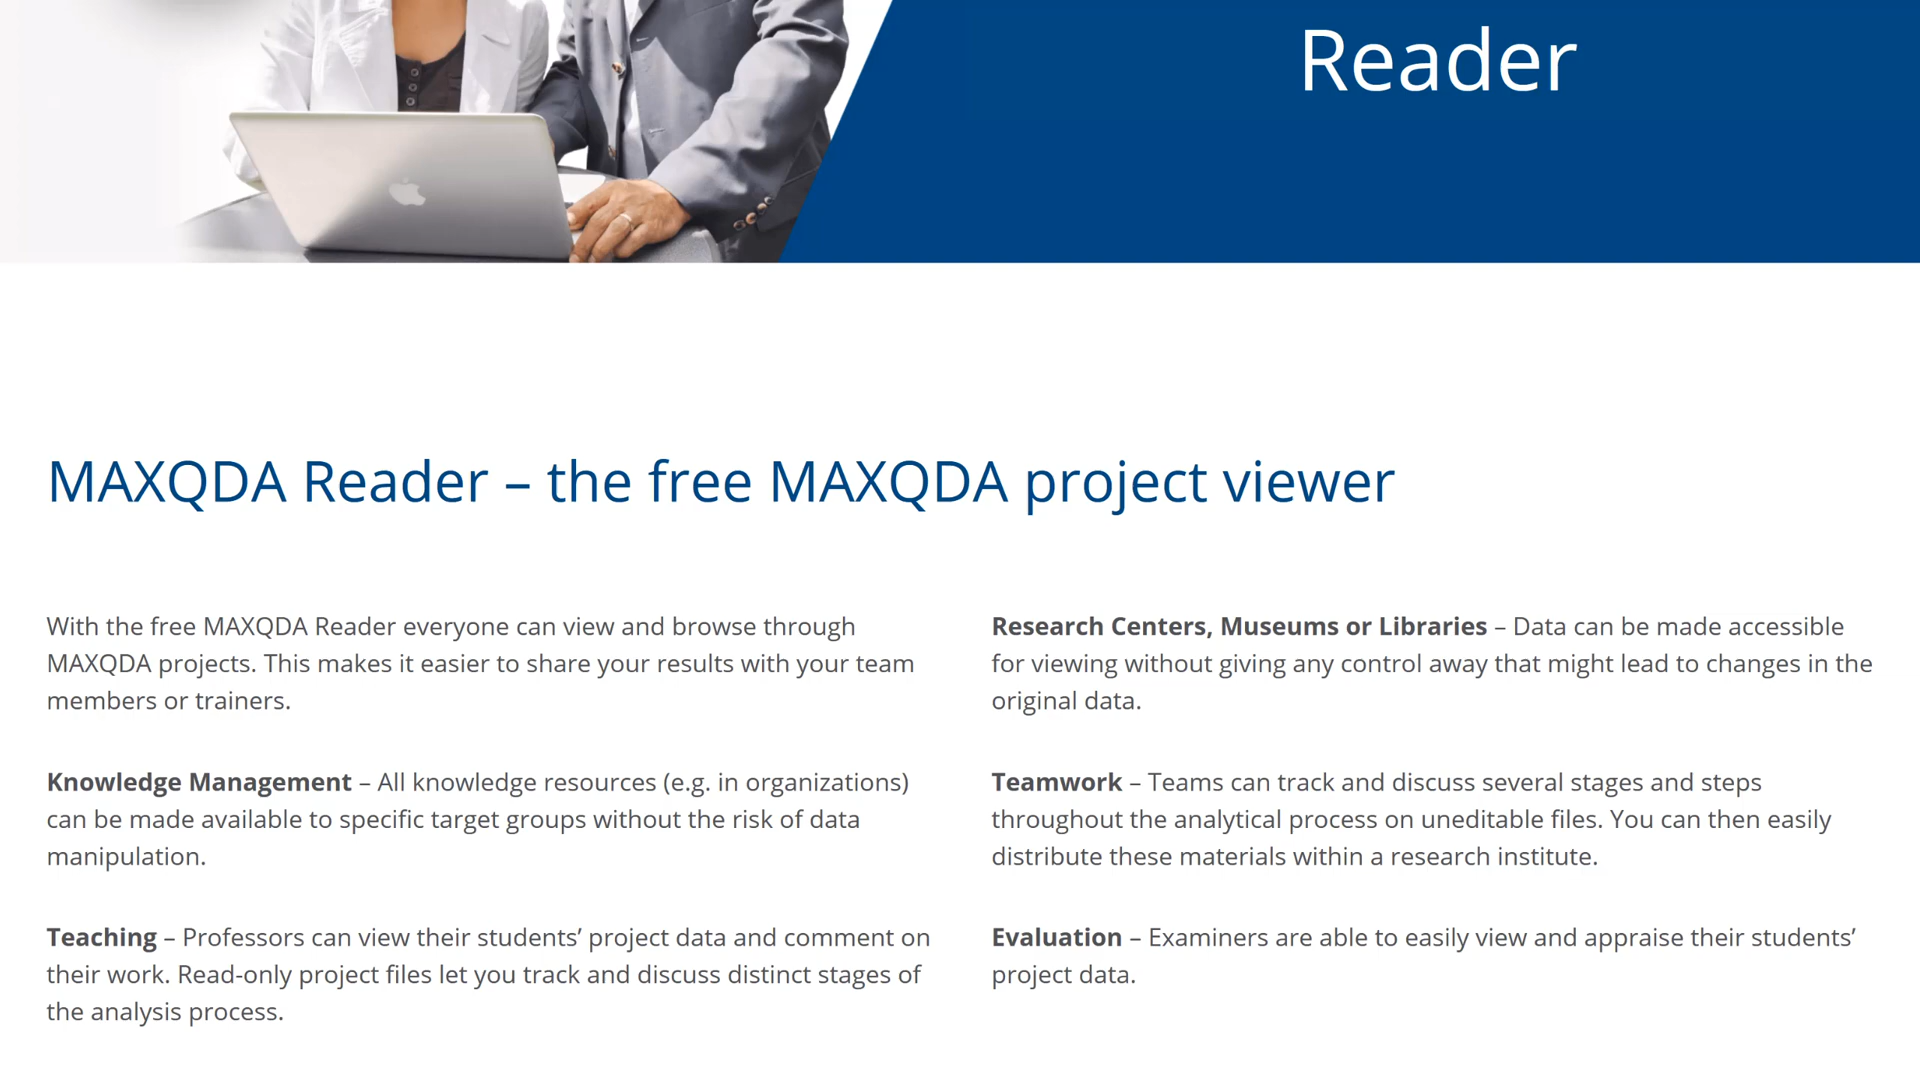 Reader
MAXQDA Reader – the free MAXQDA project viewer
With the free MAXQDA Reader everyone can view and browse through
MAXQDA projects. This makes it easier to share your results with your team
members or trainers.
Knowledge Management – All knowledge resources (e.g. in organizations)
can be made available to specific target groups without the risk of data
manipulation.
Teaching – Professors can view their students’ project data and comment on
their work. Read-only project files let you track and discuss distinct stages of
the analysis process.
Research Centers, Museums or Libraries – Data can be made accessible
for viewing without giving any control away that might lead to changes in the
original data.
Teamwork – Teams can track and discuss several stages and steps
throughout the analytical process on uneditable files. You can then easily
distribute these materials within a research institute.
Evaluation – Examiners are able to easily view and appraise their students’
project data.